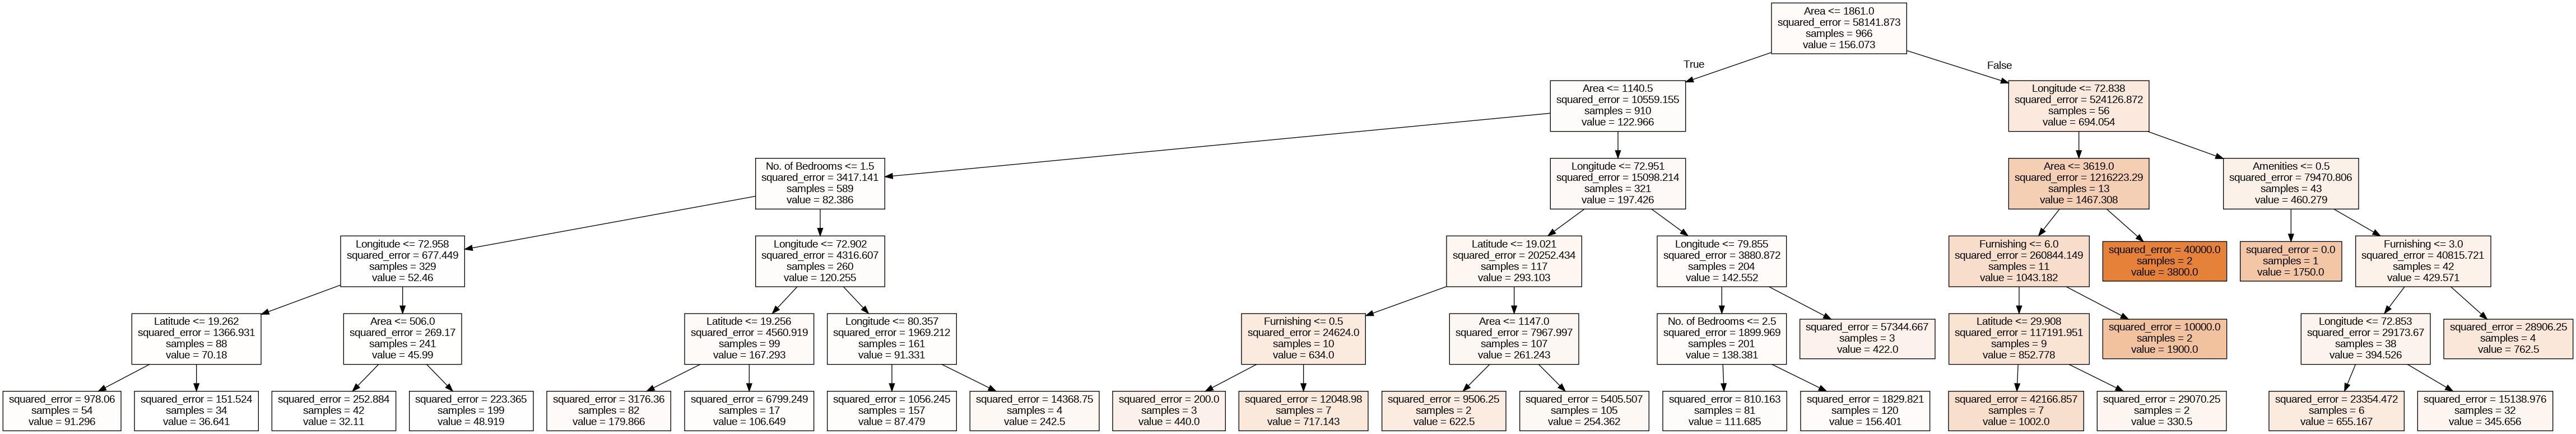 Area <= 1861.0
squared_error = 58141.873
samples = 966
value = 156.073
True
False
Area <= 1140.5
squared_error = 10559.155
samples = 910
value = 122.966
Longitude <= 72.838
squared_error = 524126.872
samples = 56
value = 694.054
No. of Bedrooms <= 1.5
squared_error = 3417.141
samples = 589
value = 82.386
Longitude <= 72.951
squared_error = 15098.214
samples = 321
value = 197.426
Area <= 3619.0
squared_error = 1216223.29
samples = 13
value = 1467.308
Amenities <= 0.5
squared_error = 79470.806
samples = 43
value = 460.279
Longitude <= 72.958
squared_error = 677.449
samples = 329
value = 52.46
Longitude <= 72.902
squared_error = 4316.607
samples = 260
value = 120.255
Latitude <= 19.021
squared_error = 20252.434
samples = 117
value = 293.103
Longitude <= 79.855
squared_error = 3880.872
samples = 204
value = 142.552
Furnishing <= 6.0
squared_error = 260844.149
samples = 11
value = 1043.182
squared_error = 40000.0
samples = 2
value = 3800.0
squared_error = 0.0
samples = 1
value = 1750.0
Furnishing <= 3.0
squared_error = 40815.721
samples = 42
value = 429.571
Latitude <= 19.262
squared_error = 1366.931
samples = 88
value = 70.18
Area <= 506.0
squared_error = 269.17
samples = 241
value = 45.99
Latitude <= 19.256
squared_error = 4560.919
samples = 99
value = 167.293
Longitude <= 80.357
squared_error = 1969.212
samples = 161
value = 91.331
Furnishing <= 0.5
squared_error = 24624.0
samples = 10
value = 634.0
Area <= 1147.0
squared_error = 7967.997
samples = 107
value = 261.243
No. of Bedrooms <= 2.5
squared_error = 1899.969
samples = 201
value = 138.381
squared_error = 57344.667
samples = 3
value = 422.0
Latitude <= 29.908
squared_error = 117191.951
samples = 9
value = 852.778
squared_error = 10000.0
samples = 2
value = 1900.0
Longitude <= 72.853
squared_error = 29173.67
samples = 38
value = 394.526
squared_error = 28906.25
samples = 4
value = 762.5
squared_error = 978.06
samples = 54
value = 91.296
squared_error = 151.524
samples = 34
value = 36.641
squared_error = 252.884
samples = 42
value = 32.11
squared_error = 223.365
samples = 199
value = 48.919
squared_error = 3176.36
samples = 82
value = 179.866
squared_error = 6799.249
samples = 17
value = 106.649
squared_error = 1056.245
samples = 157
value = 87.479
squared_error = 14368.75
samples = 4
value = 242.5
squared_error = 200.0
samples = 3
value = 440.0
squared_error = 12048.98
samples = 7
value = 717.143
squared_error = 9506.25
samples = 2
value = 622.5
squared_error = 5405.507
samples = 105
value = 254.362
squared_error = 810.163
samples = 81
value = 111.685
squared_error = 1829.821
samples = 120
value = 156.401
squared_error = 42166.857
samples = 7
value = 1002.0
squared_error = 29070.25
samples = 2
value = 330.5
squared_error = 23354.472
samples = 6
value = 655.167
squared_error = 15138.976
samples = 32
value = 345.656